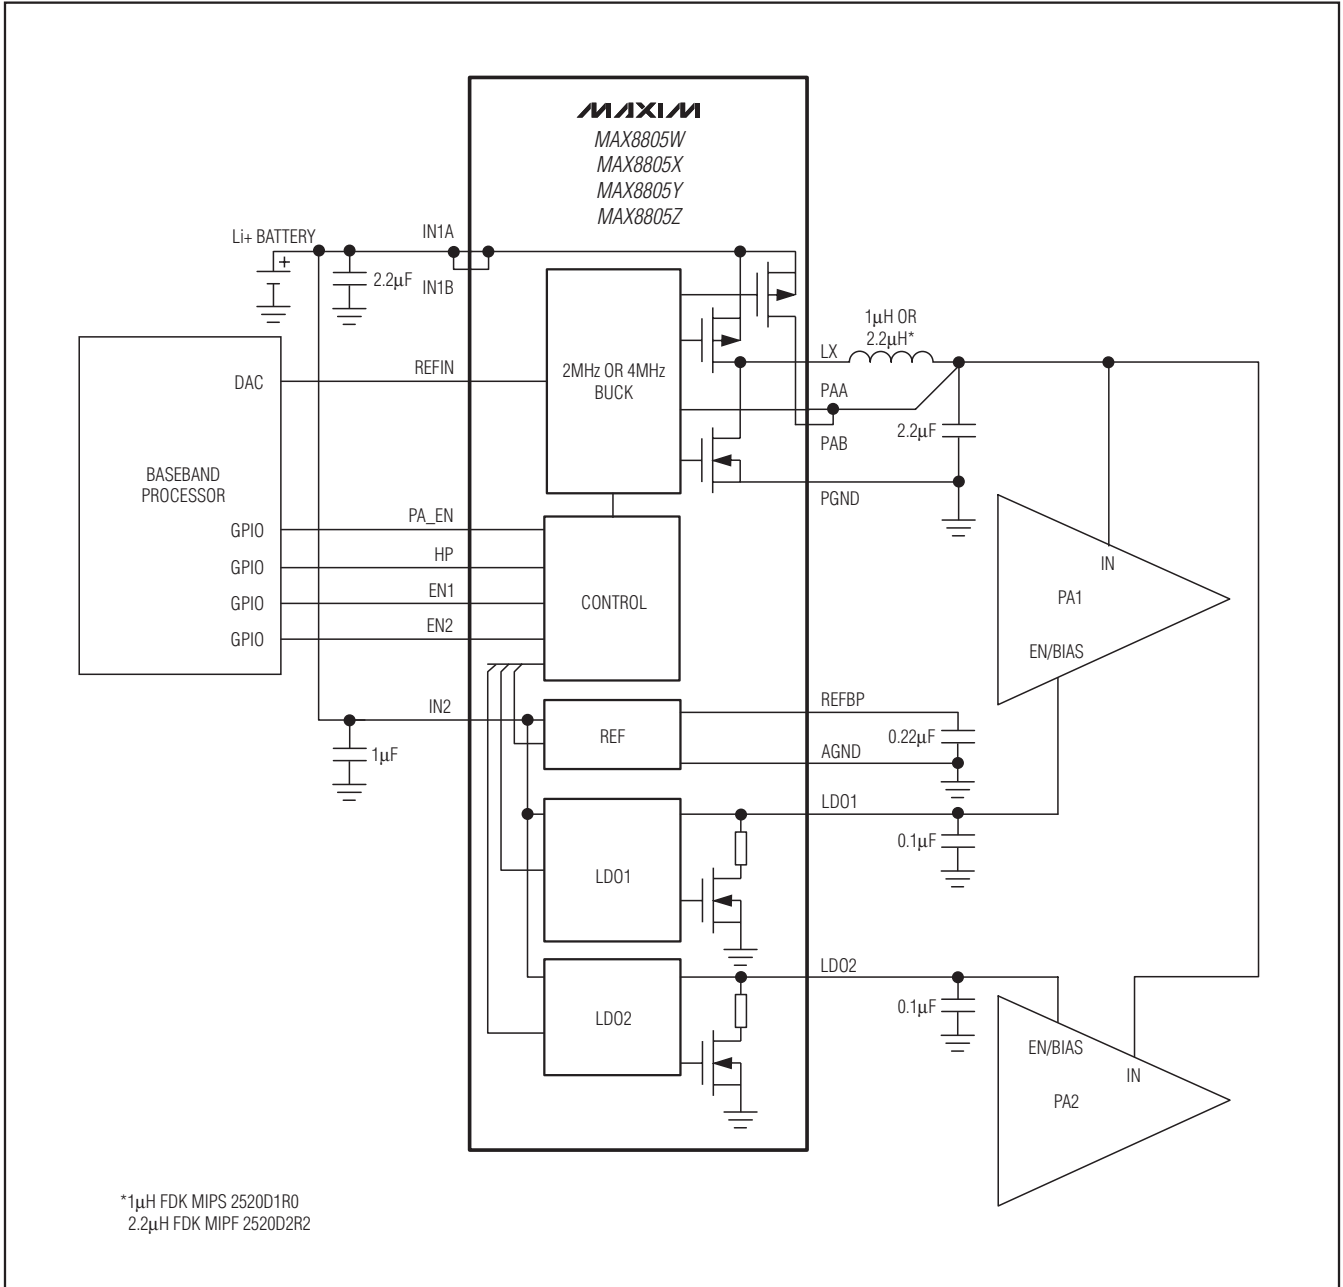 MAXIM
MAX8805W
MAX8805X
MAX8805Y
MAX8805Z
Li+ BATTERY
+
2.2µF
IN1A
IN1B
2MHz OR 4MHz
BUCK
1µH OR
2.2µH*
LX
PAA
PAB
2.2µF
PGND
BASEBAND
PROCESSOR
DAC
REFIN
GPIO
PA_EN
GPIO
HP
GPIO
EN1
GPIO
EN2
CONTROL
IN
PA1
EN/BIAS
IN2
1µF
REF
REFBP
0.22µF
AGND
LDO1
LDO1
0.1µF
LDO2
LDO2
0.1µF
EN/BIAS
IN
PA2
*1µH FDK MIPS 2520D1R0
2.2µH FDK MIPF 2520D2R2